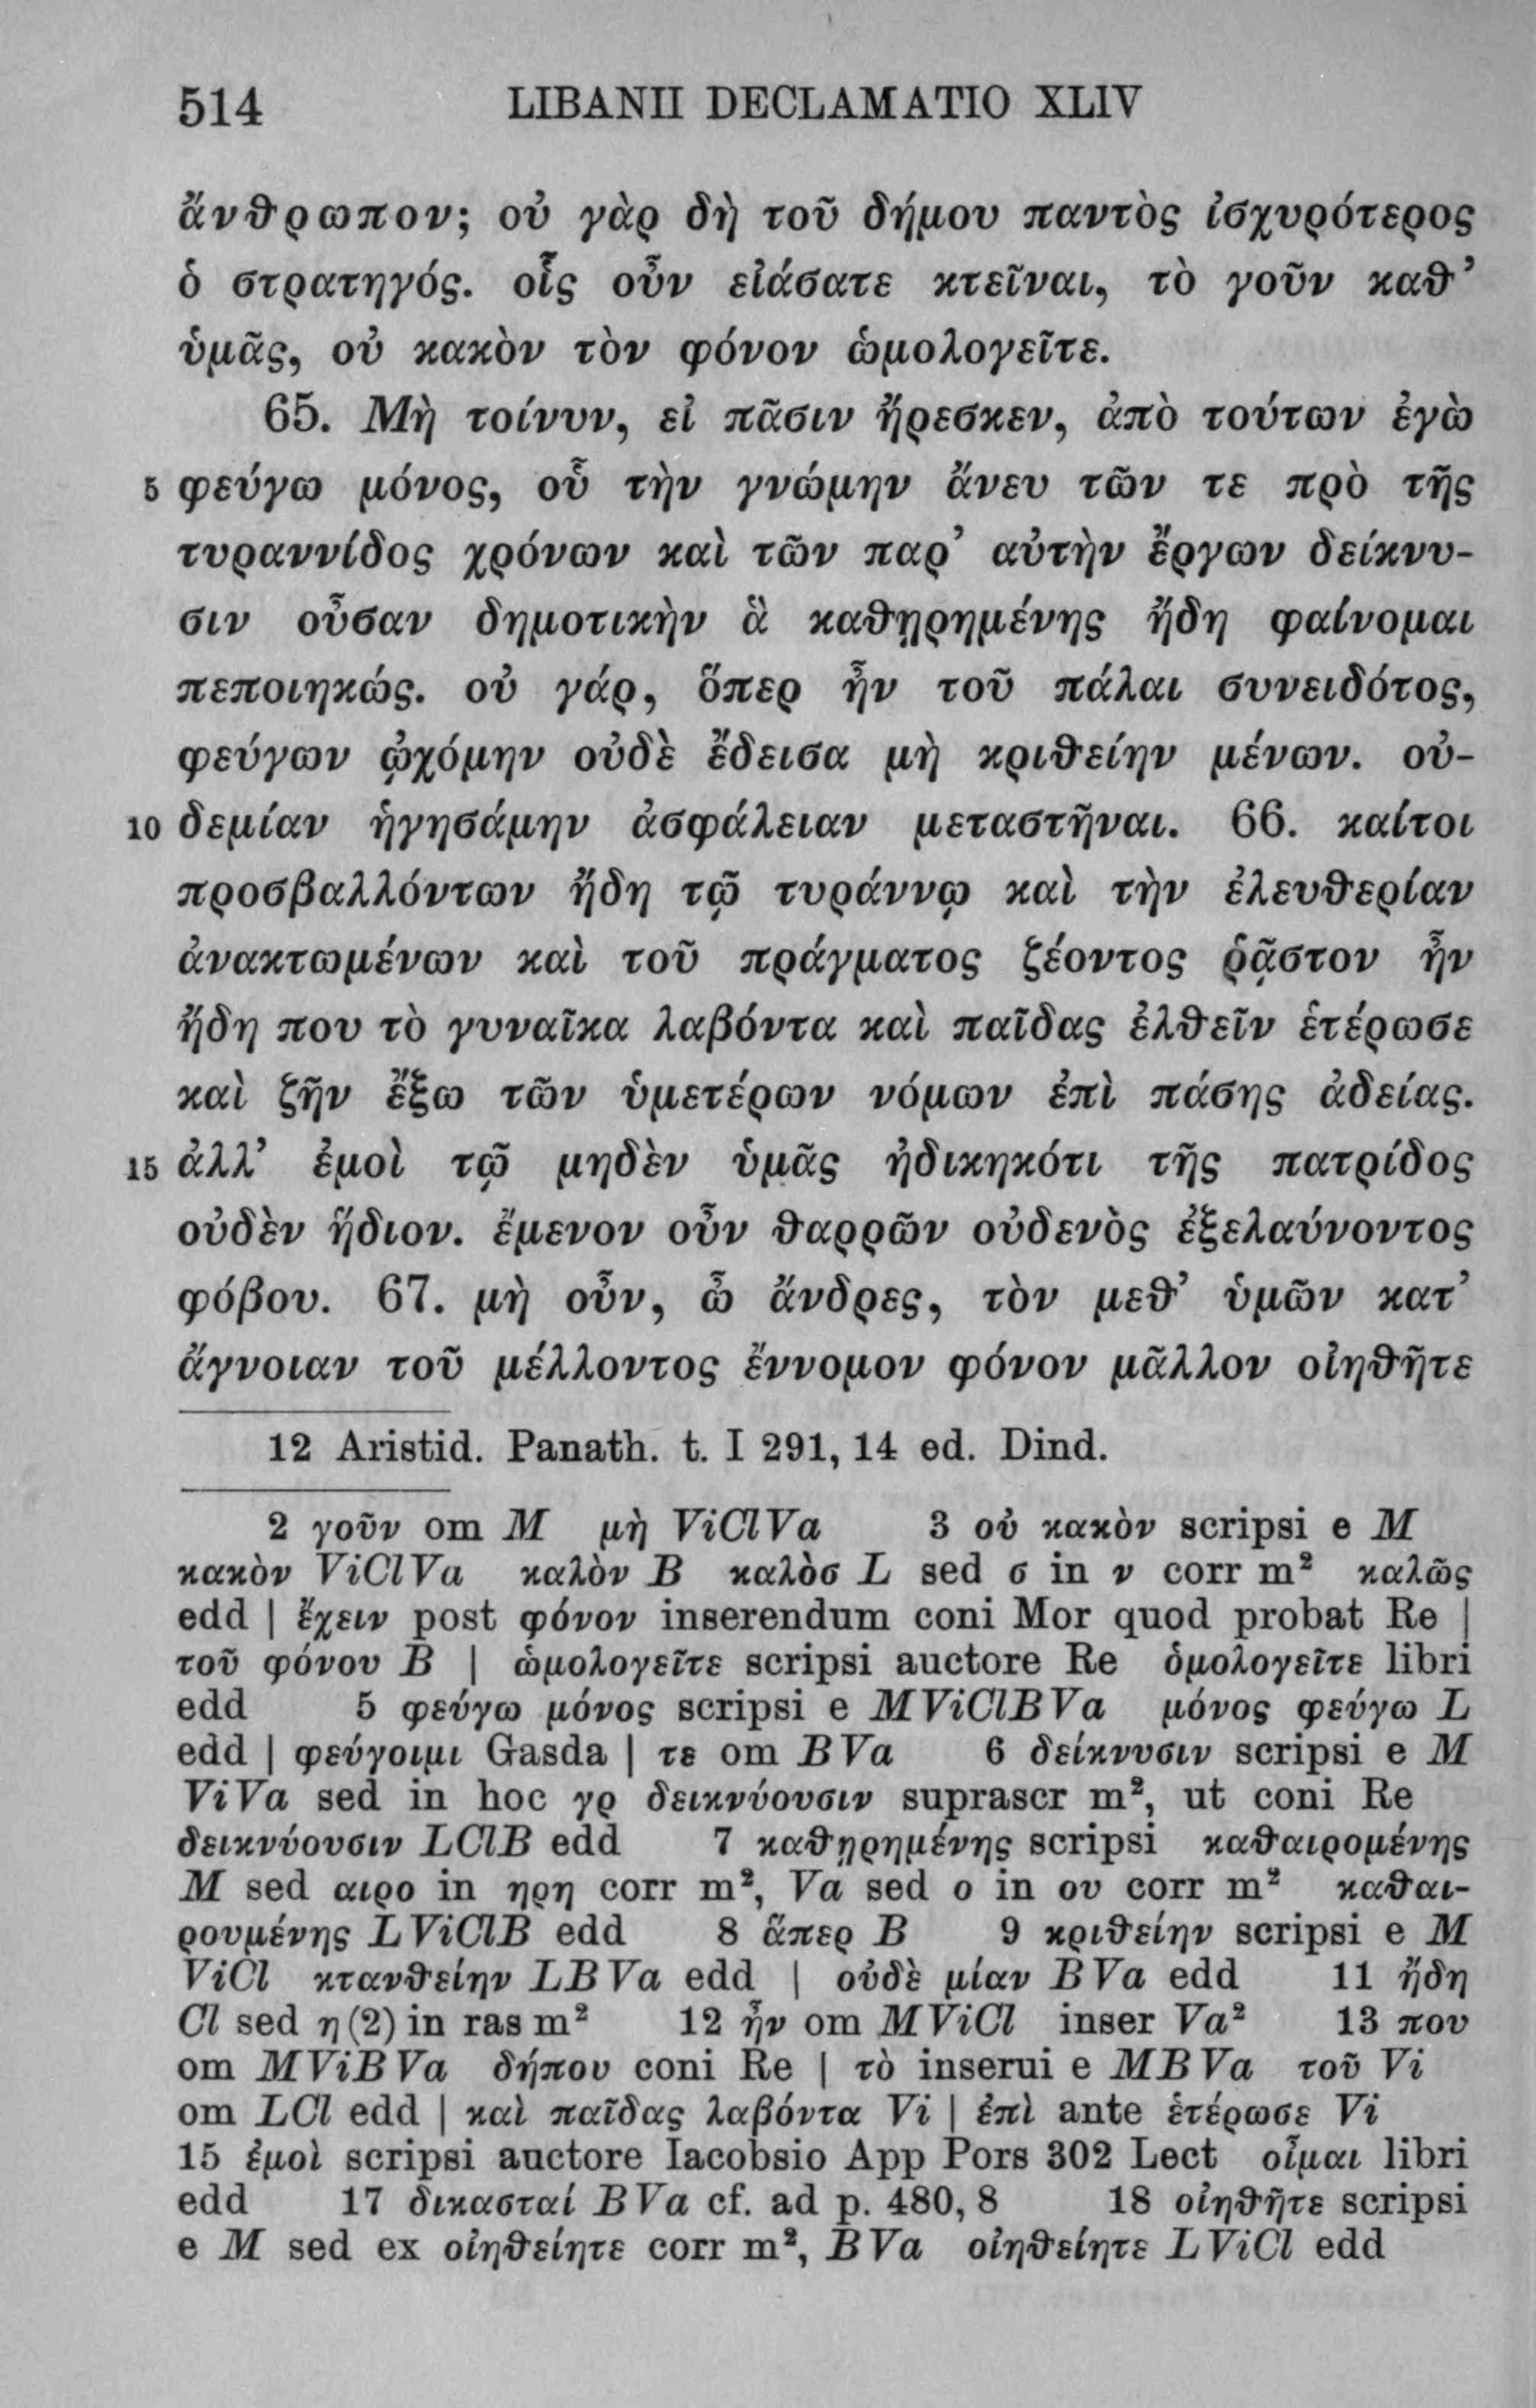 514 LIBANII DECLAMATIO XLIV
ἄνθρωπον; οὐ γὰρ δὴ τοῦ δήμου παντὸς ἰσχυρότερος
ὁ στρατηγός. οἷς οὖν εἰάσατε κτεῖναι, τὸ γοῦν καθ’
ὑμᾶς, οὐ κακὸν τὸν φόνον ὡμολογεῖτε.
65. Μὴ τοίνυν, εἰ πᾶσιν ἤρεσκεν, ἀπὸ τούτων ἐγὼ
5 φεύγω μόνος, οὗ τὴν γνώμην ἄνευ τῶν τε πρὸ τῆς
τυραννίδος χρόνων καὶ τῶν παρ’ αὐτὴν ἔργων δείκνυ-
σιν οὖσαν δημοτικὴν ἃ καθῃρημένης ἤδη φαίνομαι
πεποιηκώς. οὐ γάρ, ὅπερ ἦν τοῦ πάλαι συνειδότος,
φεύγων ᾠχόμην οὐδὲ ἔδεισα μὴ κριθείην μένων. οὐ-
10 δεμίαν ἡγησάμην ἀσφάλειαν μεταστῆναι. 66. καίτοι
προσβαλλόντων ἤδη τῷ τυράννῳ καὶ τὴν ἐλευθερίαν
ἀνακτωμένων καὶ τοῦ πράγματος ζέοντος ῥᾷστον ἦν
ἤδη που τὸ γυναῖκα λαβόντα καὶ παῖδας ἐλθεῖν ἑτέρωσε
καὶ ζῆν ἔξω τῶν ὑμετέρων νόμων ἐπὶ πάσης ἀδείας.
15 ἀλλ’ ἐμοὶ τῷ μηδὲν ὑμᾶς ἠδικηκότι τῆς πατρίδος
οὐδὲν ἥδιον. ἔμενον οὖν θαρρῶν οὐδενὸς ἐξελαύνοντος
φόβου. 67. μὴ οὖν, ὦ ἄνδρες, τὸν μεθ’ ὑμῶν κατ’
ἄγνοιαν τοῦ μέλλοντος ἔννομον φόνον μᾶλλον οἰηθῆτε
12 Aristid. Panath. t. I 291, 14 ed. Dind.
2 γοῦν om M μὴ ViClVa 3 οὐ κακὸν scripsi e M
κακὸν ViClVa καλὸν B καλὸσ L sed σ in ν corr m² καλῶς
edd | ἔχειν post φόνον inserendum coni Mor quod probat Re |
τοῦ φόνου B | ὡμολογεῖτε scripsi auctore Re ὁμολογεῖτε libri
edd 5 φεύγω μόνος scripsi e MViClBVa μόνος φεύγω L
edd | φεύγοιμι Gasda | τε om BVa 6 δείκνυσιν scripsi e M
ViVa sed in hoc γρ δεικνύουσιν suprascr m², ut coni Re
δεικνύουσιν LClB edd 7 καθῃρημένης scripsi καθαιρομένης
M sed αιρο in ηρη corr m², Va sed ο in ου corr m² καθαι-
ρουμένης LViClB edd 8 ἅπερ B 9 κριθείην scripsi e M
ViCl κτανθείην LBVa edd | οὐδὲ μίαν BVa edd 11 ἤδη
Cl sed η (2) in ras m² 12 ἦν om MViCl inser Va² 13 που
om MViBVa δήπου coni Re | τὸ inserui e MBVa τοῦ Vi
om LCl edd | καὶ παῖδας λαβόντα Vi | ἐπὶ ante ἑτέρωσε Vi
15 ἐμοὶ scripsi auctore Iacobsio App Pors 302 Lect οἶμαι libri
edd 17 δικασταί BVa cf. ad p. 480, 8 18 οἰηθῆτε scripsi
e M sed ex οἰηθείητε corr m², BVa οἰηθείητε LViCl edd